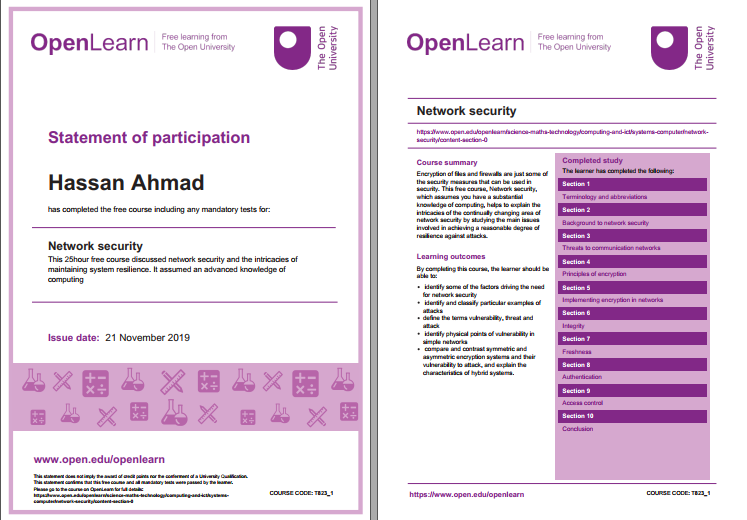 OpenLearn
Free learning from
The Open University
The Open
University
Statement of participation
Hassan Ahmad
has completed the free course including any mandatory tests for:
Network security
This 25hour free course discussed network security and the intricacies of
maintaining system resilience. It assumed an advanced knowledge of
computing
Issue date: 21 November 2019
www.open.edu/openlearn
This statement does not imply the award of credit points nor the conferment of a University Qualification.
This statement confirms that this free course and all mandatory tests were passed by the learner.
Please go to the course on OpenLearn for full details:
https://www.open.edu/openlearn/science-maths-technology/computing-and-ict/systems-
computer/network-security/content-section-0
COURSE CODE: T823_1
OpenLearn
Free learning from
The Open University
The Open
University
Network security
https://www.open.edu/openlearn/science-maths-technology/computing-and-ict/systems-computer/network-
security/content-section-0
Course summary
Encryption of files and firewalls are just some of
the security measures that can be used in
security. This free course, Network security,
which assumes you have a substantial
knowledge of computing, helps to explain the
intricacies of the continually changing area of
network security by studying the main issues
involved in achieving a reasonable degree of
resilience against attacks.
Learning outcomes
By completing this course, the learner should be
able to:
• identify some of the factors driving the need
for network security
• identify and classify particular examples of
attacks
• define the terms vulnerability, threat and
attack
• identify physical points of vulnerability in
simple networks
• compare and contrast symmetric and
asymmetric encryption systems and their
vulnerability to attack, and explain the
characteristics of hybrid systems.
Completed study
The learner has completed the following:
Section 1
Terminology and abbreviations
Section 2
Background to network security
Section 3
Threats to communication networks
Section 4
Principles of encryption
Section 5
Implementing encryption in networks
Section 6
Integrity
Section 7
Freshness
Section 8
Authentication
Section 9
Access control
Section 10
Conclusion
https://www.open.edu/openlearn
COURSE CODE: T823_1